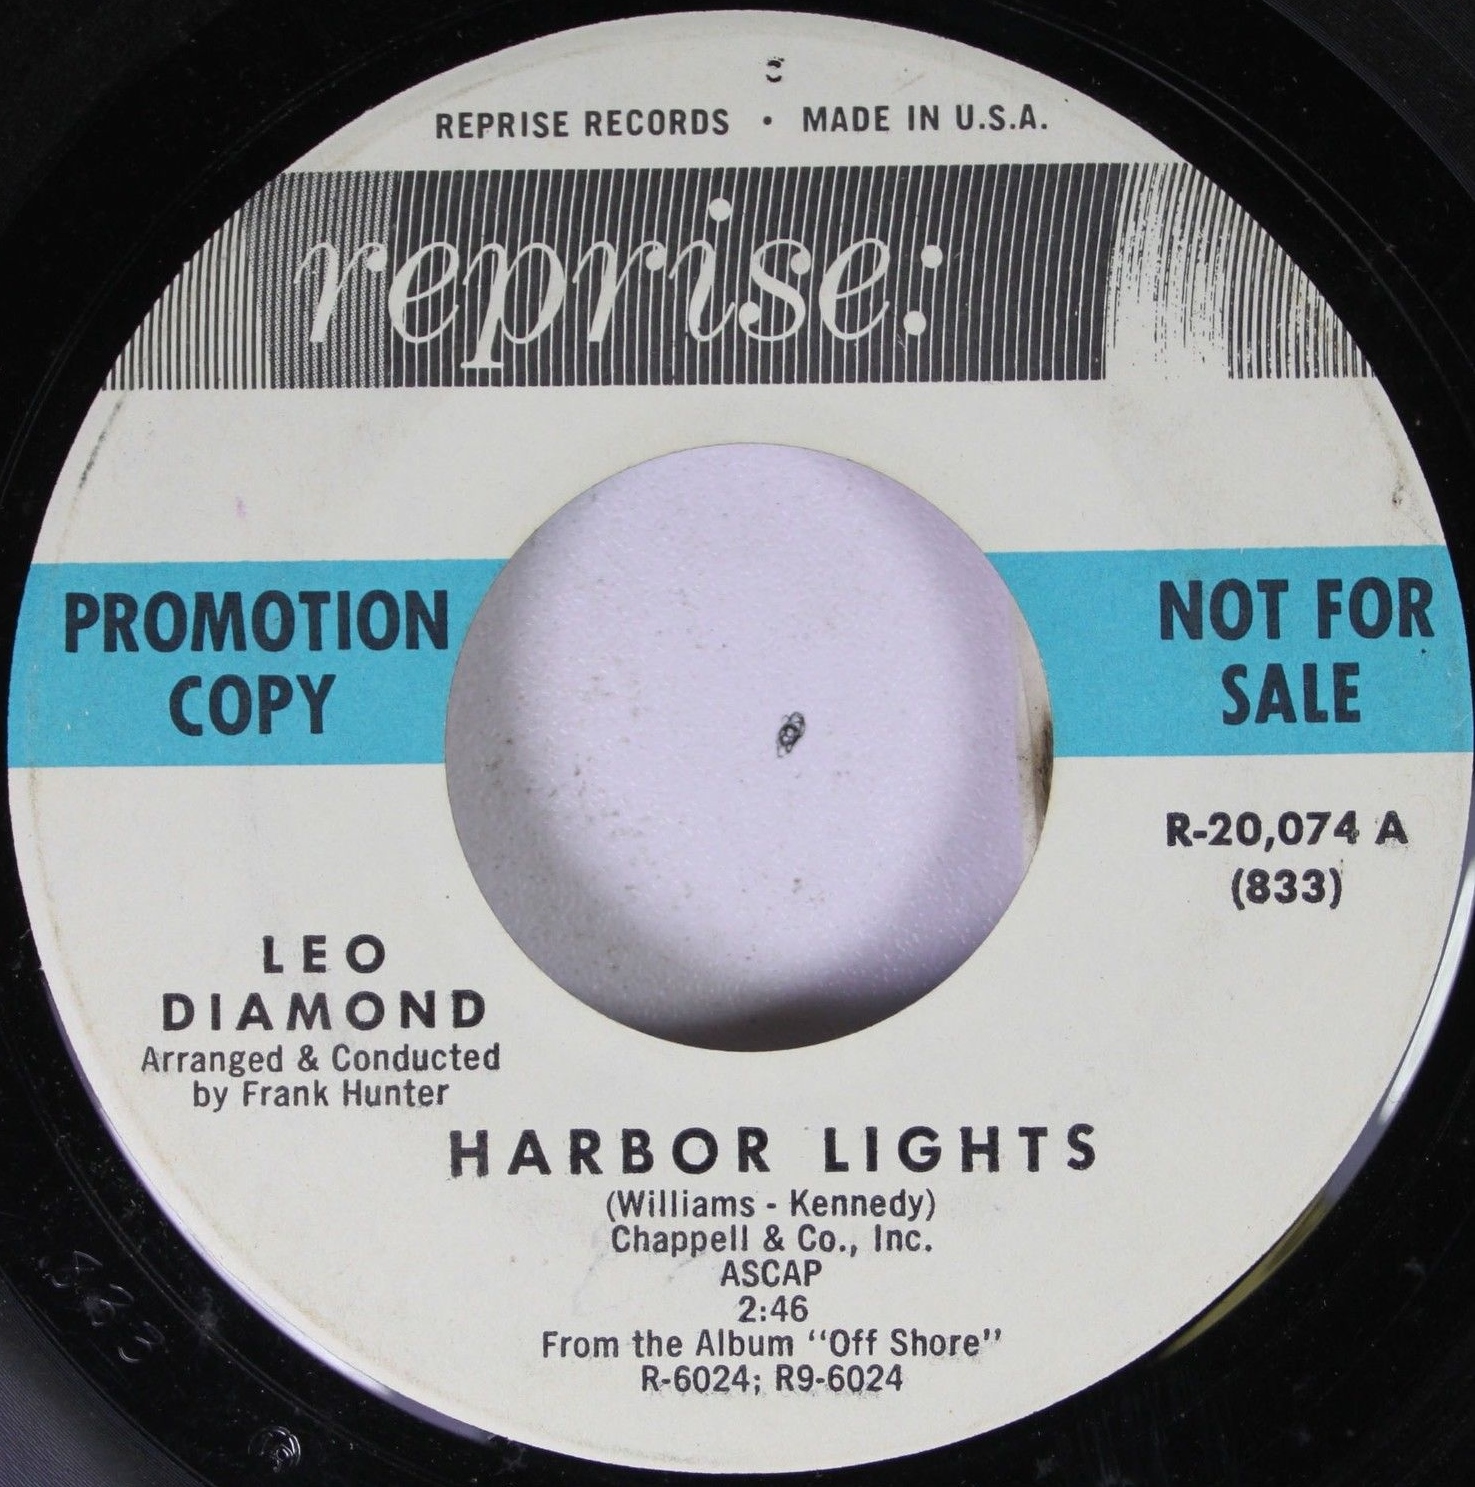 REPRISE RECORDS • MADE IN U.S.A.
reprise:
PROMOTION
COPY
NOT FOR
SALE
R-20,074 A
(833)
LEO
DIAMOND
Arranged & Conducted
by Frank Hunter
HARBOR LIGHTS
(Williams - Kennedy)
Chappell & Co., Inc.
ASCAP
2:46
From the Album "Off Shore"
R-6024; R9-6024